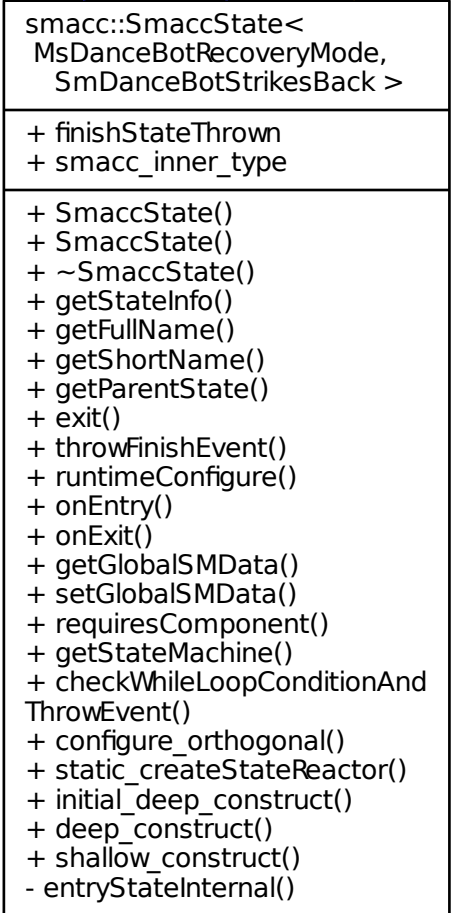 smacc::SmaccState<
MsDanceBotRecoveryMode,
SmDanceBotStrikesBack >
+ finishStateThrown
+ smacc_inner_type
+ SmaccState()
+ SmaccState()
+ ~SmaccState()
+ getStateInfo()
+ getFullName()
+ getShortName()
+ getParentState()
+ exit()
+ throwFinishEvent()
+ runtimeConfigure()
+ onEntry()
+ onExit()
+ getGlobalSMData()
+ setGlobalSMData()
+ requiresComponent()
+ getStateMachine()
+ checkWhileLoopConditionAnd
ThrowEvent()
+ configure_orthogonal()
+ static_createStateReactor()
+ initial_deep_construct()
+ deep_construct()
+ shallow_construct()
- entryStateInternal()